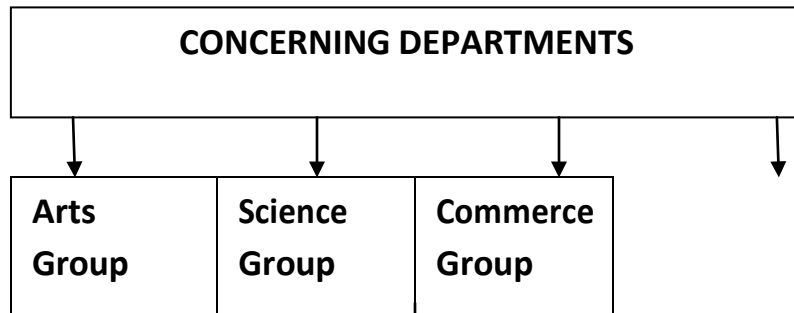 CONCERNING DEPARTMENTS
Arts
Group
Science
Group
Commerce
Group